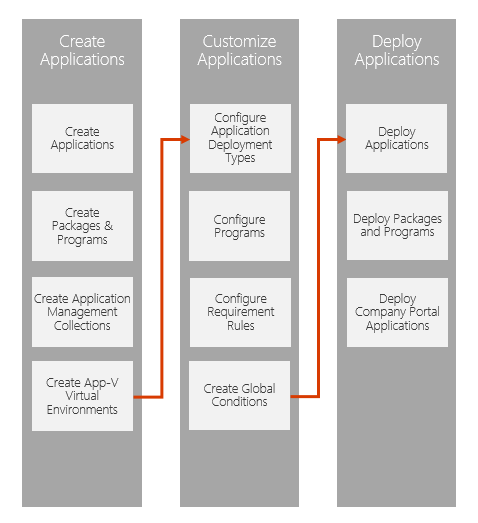 Create
Applications
Create
Applications
Create
Packages &
Programs
Create Application
Management
Collections
Create App-V
Virtual
Environments
Customize
Applications
Configure
Application
Deployment
Types
Configure
Programs
Configure
Requirement
Rules
Create Global
Conditions
Deploy
Applications
Deploy
Applications
Deploy Packages
and Programs
Deploy
Company Portal
Applications